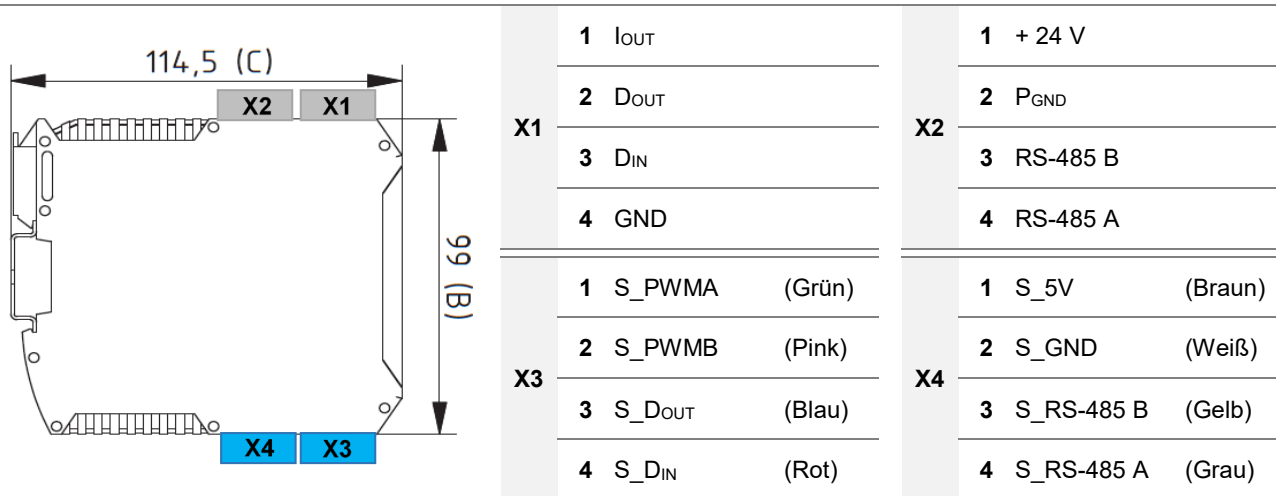 114,5 (C)
X2 X1
99 (B)
X4 X3
X1
1 IOUT
2 DOUT
3 DIN
4 GND
X2
1 + 24 V
2 PGND
3 RS-485 B
4 RS-485 A
X3
1 S_PWMA (Grün)
2 S_PWMB (Pink)
3 S_DOUT (Blau)
4 S_DIN (Rot)
X4
1 S_5V (Braun)
2 S_GND (Weiß)
3 S_RS-485 B (Gelb)
4 S_RS-485 A (Grau)